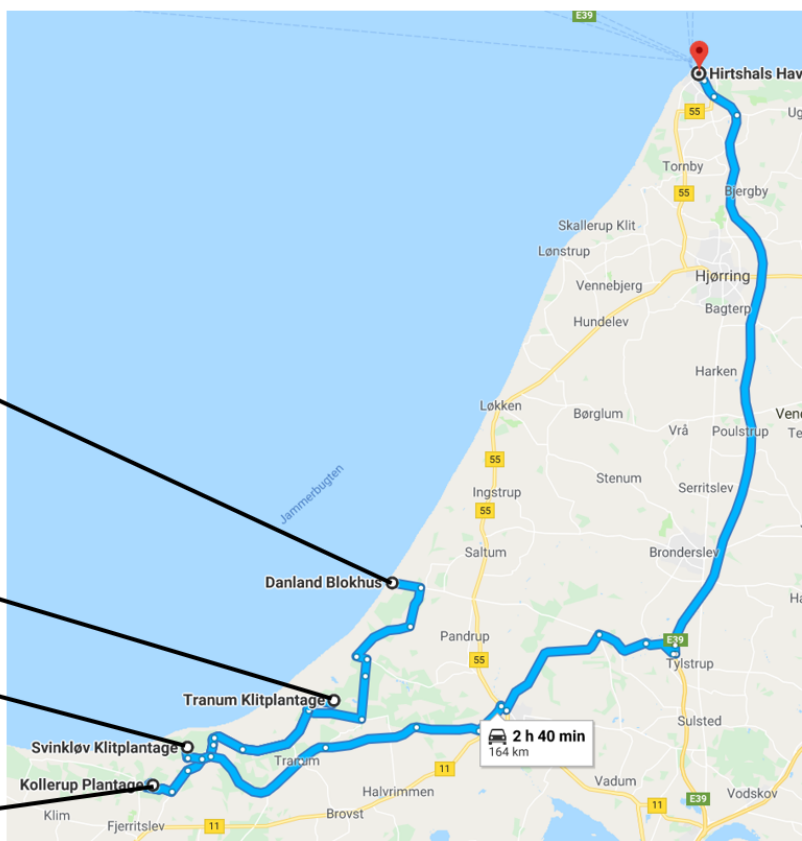 E39
Hirtshals Hav
55
Ug
Tornby
55
Bjergby
Skallerup Klit
Lønstrup
Hjørring
Vennebjerg
Bagterp
Hundelev
Harken
Løkken
Børglum
Ven
Vrå
Poulstrup
Te
55
Stenum
Jammerbugten
Ingstrup
Serritslev
55
Saltum
Bronderslev
Danland Blokhus
Ha
Pandrup
E39
55
Tylstrup
Tranum Klitplantage
Sulsted
2 h 40 min
164 km
Svinkløv Klitplantage
Tranum
11
Kollerup Plantage
Halvrimmen
Vadum
Vodskov
E39
11
Klim
Brovst
Fjerritslev
11